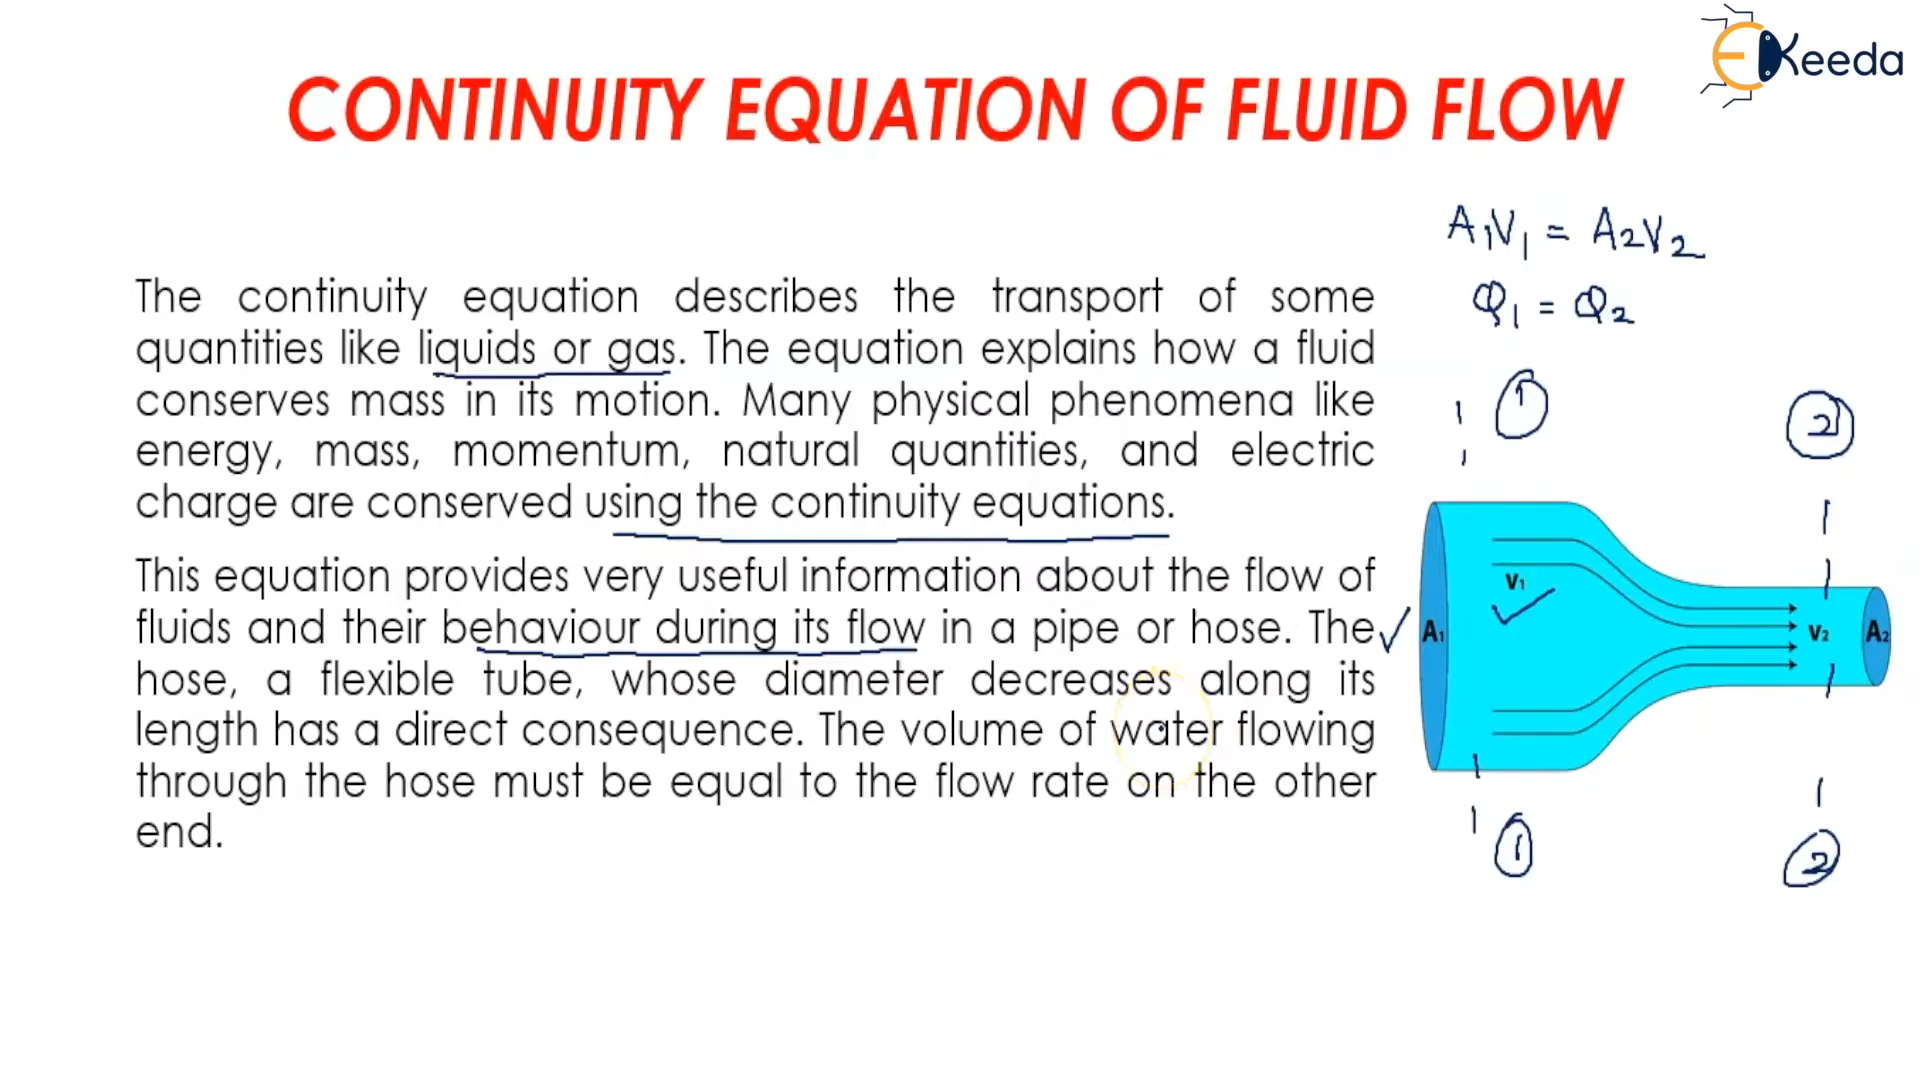 EKeeda
CONTINUITY EQUATION OF FLUID FLOW
A₁V₁ = A₂V₂
Q₁ = Q₂
The continuity equation describes the transport of some
quantities like liquids or gas. The equation explains how a fluid
conserves mass in its motion. Many physical phenomena like
energy, mass, momentum, natural quantities, and electric
charge are conserved using the continuity equations.
This equation provides very useful information about the flow of
fluids and their behaviour during its flow in a pipe or hose. The
hose, a flexible tube, whose diameter decreases along its
length has a direct consequence. The volume of water flowing
through the hose must be equal to the flow rate on the other
end.
1
2
V₁
A₁
V₂
A₂
1
2